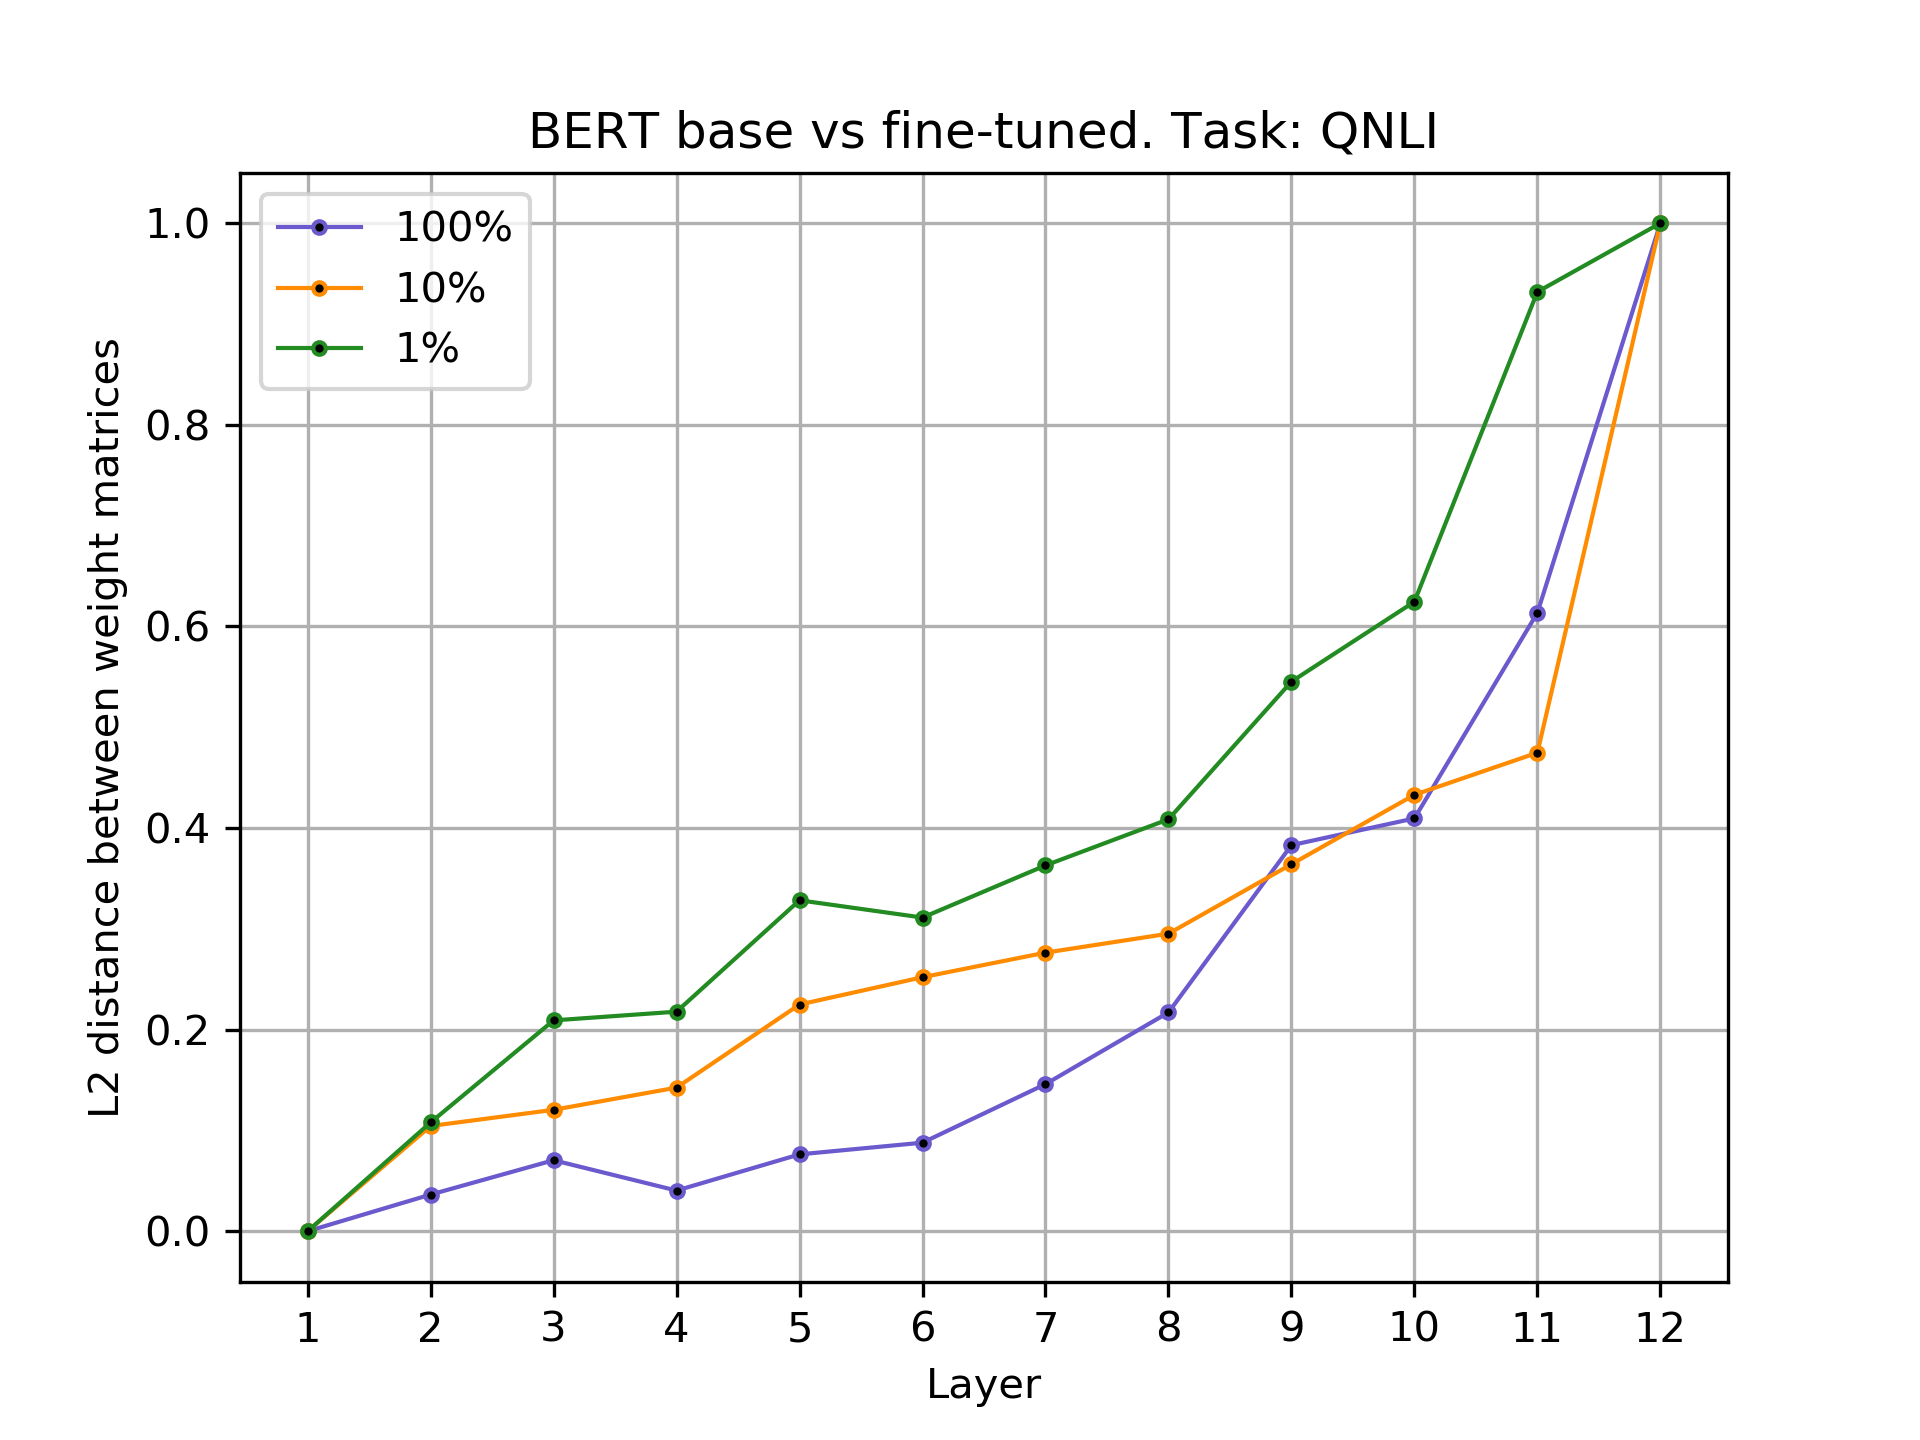 BERT base vs fine-tuned. Task: QNLI
100%
10%
1%
L2 distance between weight matrices
1.0
0.8
0.6
0.4
0.2
0.0
1 2 3 4 5 6 7 8 9 10 11 12
Layer